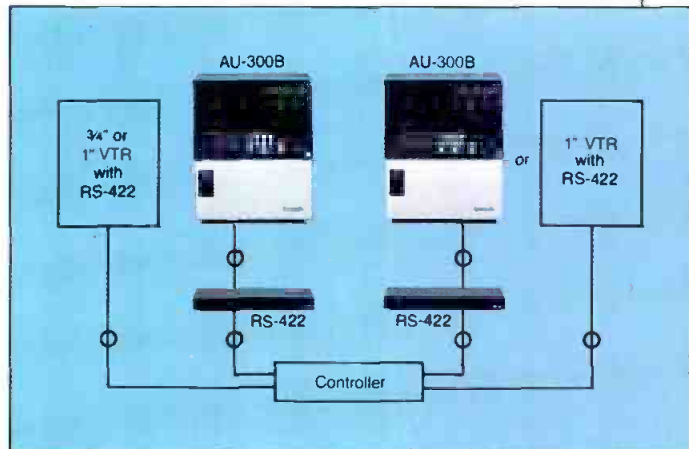 AU-300B
AU-300B
3/4" or
1" VTR
with
RS-422
or
1" VTR
with
RS-422
RS-422
RS-422
Controller